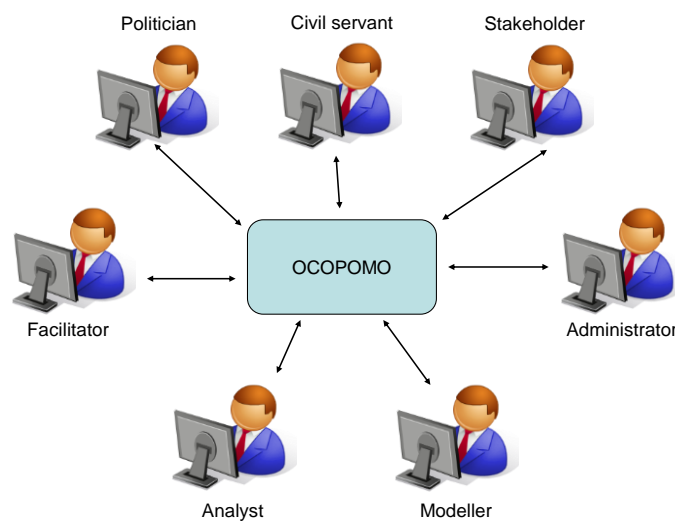 Politician
Civil servant
Stakeholder
OCOPOMO
Facilitator
Administrator
Analyst
Modeller